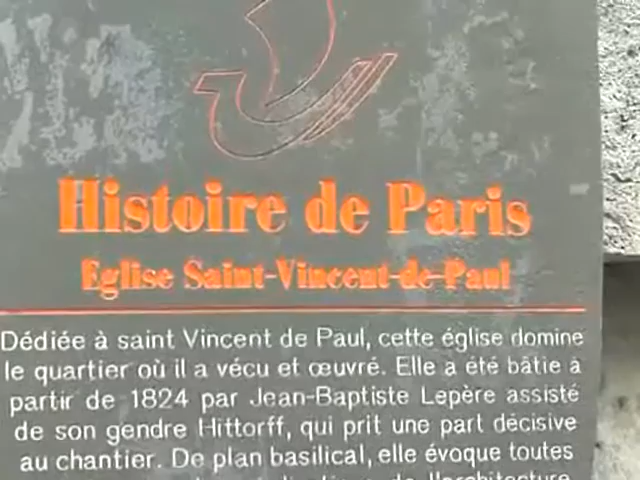 Histoire de Paris
Eglise Saint-Vincent-de-Paul
Dédiée à saint Vincent de Paul, cette église domine
le quartier où il a vécu et œuvré. Elle a été bâtie à
partir de 1824 par Jean-Baptiste Lepère assisté
de son gendre Hittorff, qui prit une part décisive
au chantier. De plan basilical, elle évoque toutes
de l'architecture